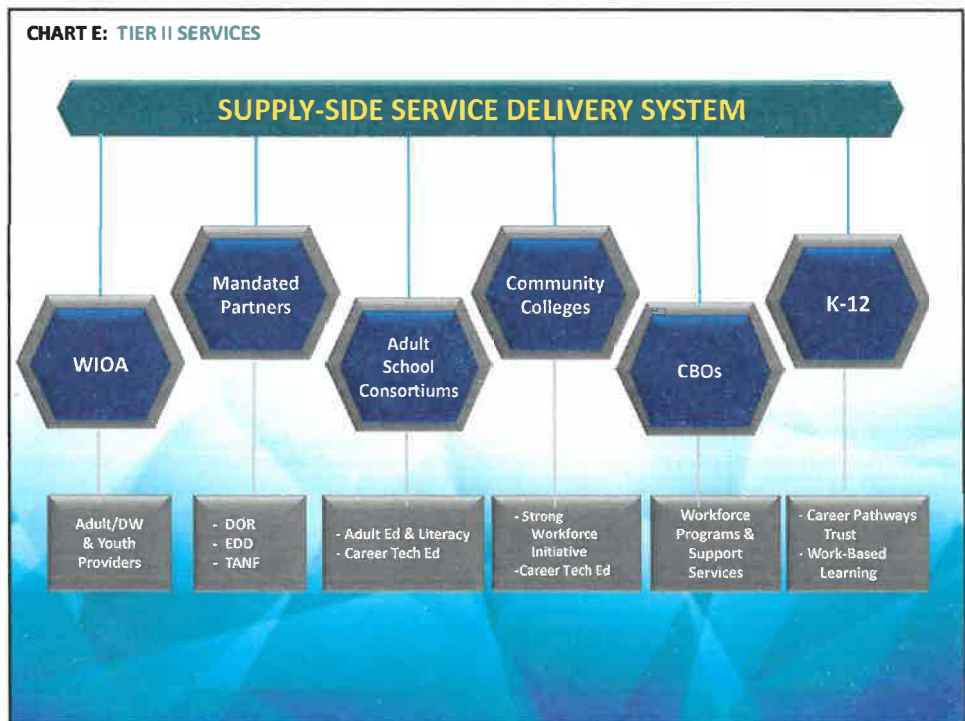 CHART E: TIER II SERVICES
SUPPLY-SIDE SERVICE DELIVERY SYSTEM
WIOA
Mandated
Partners
Adult
School
Consortiums
Community
Colleges
CBOs
K-12
Adult/DW
& Youth
Providers
- DOR
- EDD
- TANF
- Adult Ed & Literacy
- Career Tech Ed
- Strong
Workforce
Initiative
-Career Tech Ed
Workforce
Programs &
Support
Services
- Career Pathways
Trust
- Work-Based
Learning